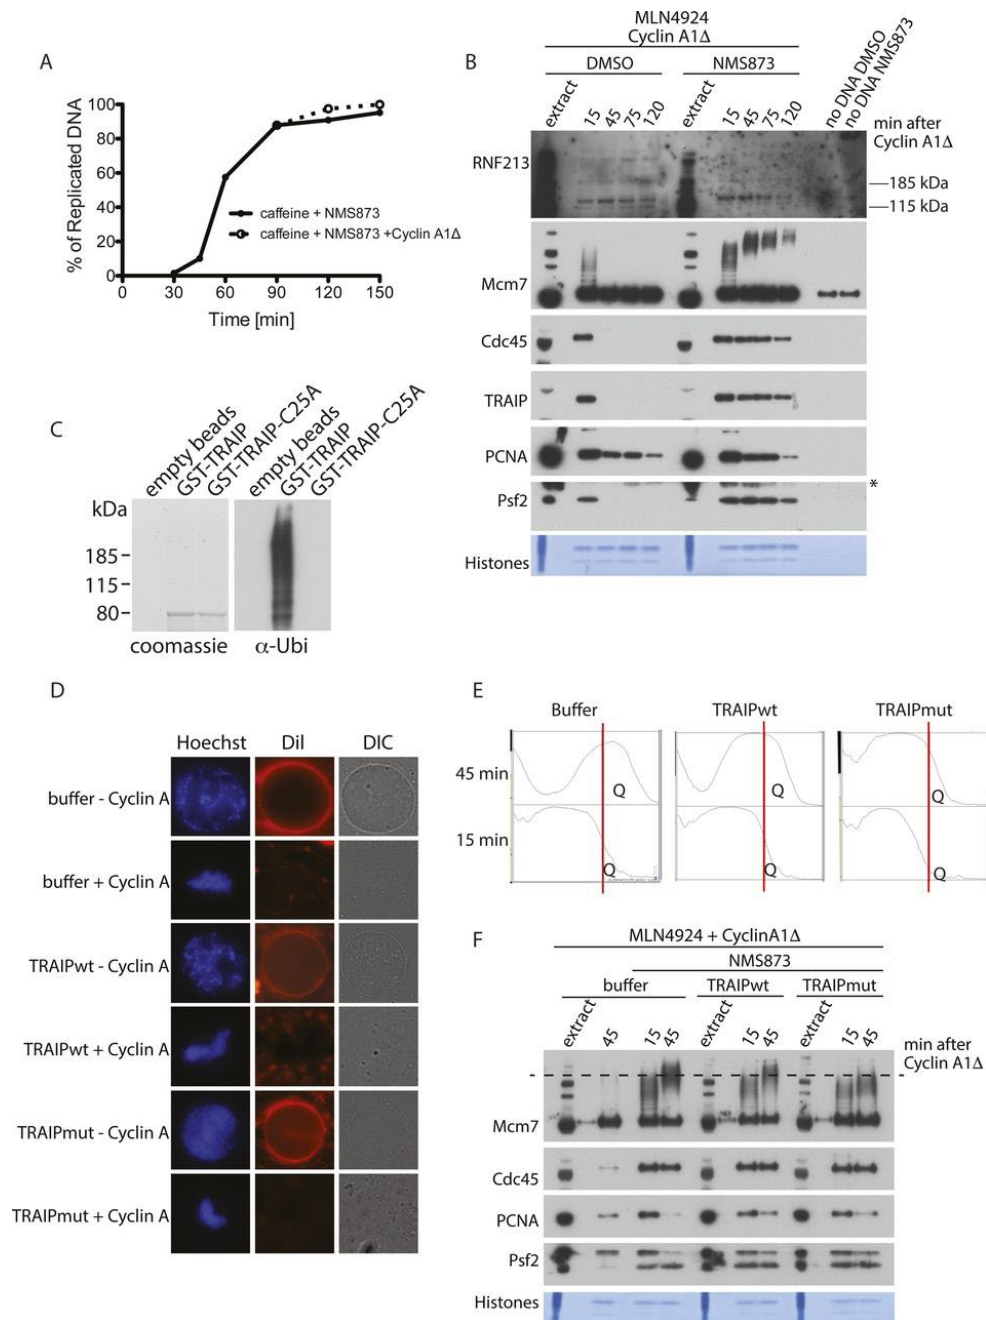 A
% of Replicated DNA
100
80
60
40
20
0
0 30 60 90 120 150
Time [min]
caffeine + NMS873
caffeine + NMS873 +Cyclin A1Δ
B
MLN4924
Cyclin A1Δ
DMSO
NMS873
extract
15
45
75
120
extract
15
45
75
120
no DNA DMSO
no DNA NMS873
min after
Cyclin A1Δ
RNF213
185 kDa
115 kDa
Mcm7
Cdc45
TRAIP
PCNA
Psf2
*
Histones
C
empty beads
GST-TRAIP
GST-TRAIP-C25A
empty beads
GST-TRAIP
GST-TRAIP-C25A
kDa
185
115
80
coomassie
α-Ubi
D
Hoechst
DiI
DIC
buffer - Cyclin A
buffer + Cyclin A
TRAIPwt - Cyclin A
TRAIPwt + Cyclin A
TRAIPmut - Cyclin A
TRAIPmut + Cyclin A
E
Buffer
TRAIPwt
TRAIPmut
45 min
Q
Q
Q
15 min
Q
Q
Q
F
MLN4924 + CyclinA1Δ
NMS873
buffer
TRAIPwt
TRAIPmut
extract
45
15
45
extract
15
45
extract
15
45
min after
Cyclin A1Δ
Mcm7
Cdc45
PCNA
Psf2
Histones